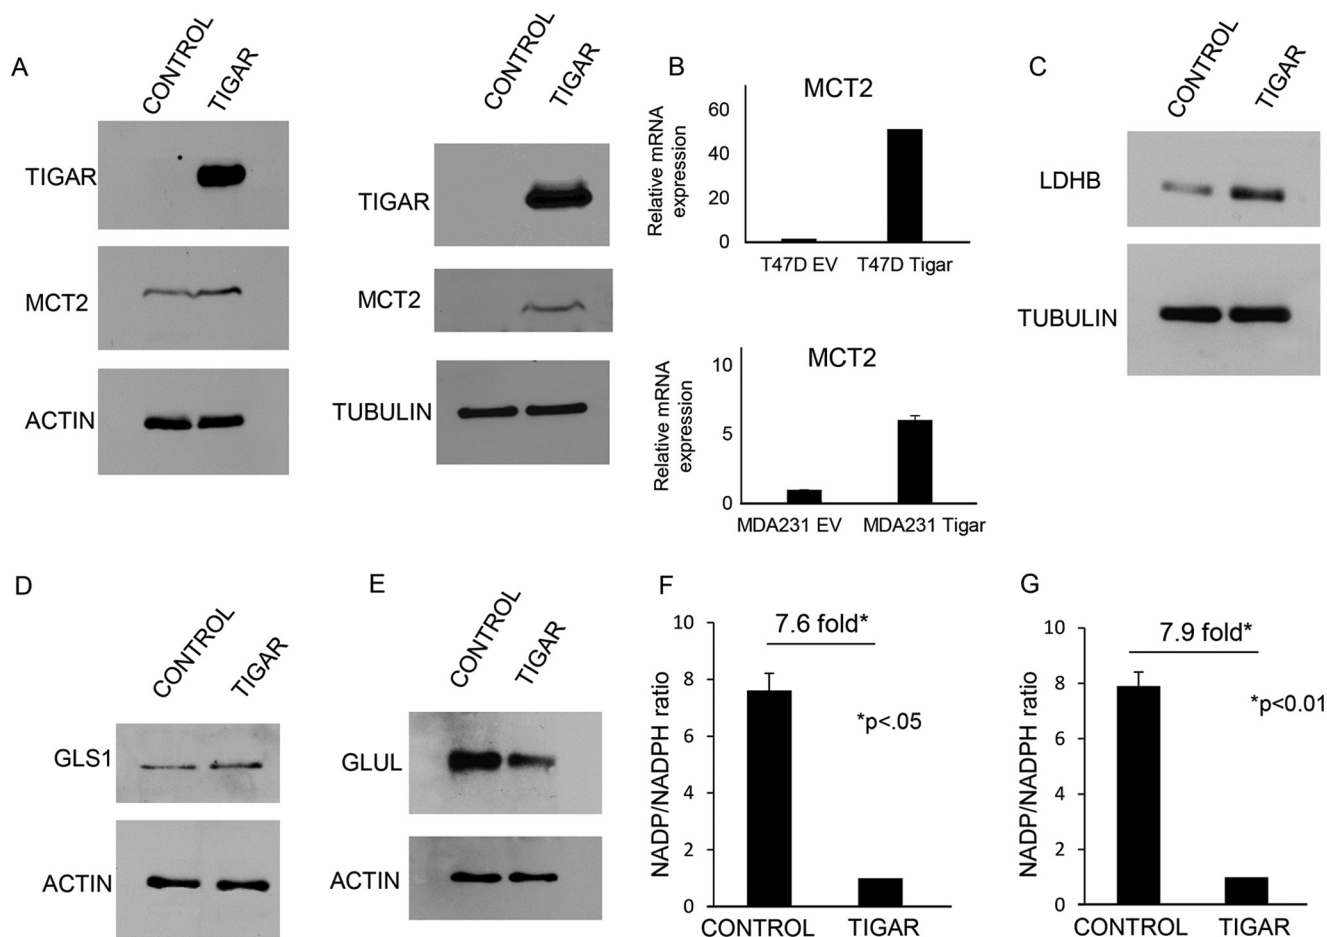 A
CONTROL
TIGAR
TIGAR
MCT2
ACTIN
CONTROL
TIGAR
TIGAR
MCT2
TUBULIN
B
MCT2
Relative mRNA
expression
60
40
20
0
T47D EV
T47D Tigar
MCT2
Relative mRNA
expression
10
5
0
MDA231 EV
MDA231 Tigar
C
CONTROL
TIGAR
LDHB
TUBULIN
D
CONTROL
TIGAR
GLS1
ACTIN
E
CONTROL
TIGAR
GLUL
ACTIN
F
NADP/NADPH ratio
10
8
6
4
2
0
7.6 fold*
*p<.05
CONTROL
TIGAR
G
NADP/NADPH ratio
10
8
6
4
2
0
7.9 fold*
*p<0.01
CONTROL
TIGAR